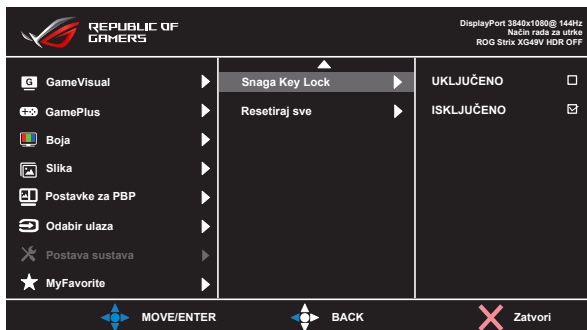 REPUBLIC OF
GAMERS
DisplayPort 3840x1080@ 144Hz
Način rada za utrke
ROG Strix XG49V HDR OFF
G GameVisual
GamePlus
Boja
Slika
Postavke za PBP
Odabir ulaza
Postava sustava
MyFavorite
Snaga Key Lock
Resetiraj sve
UKLJUČENO
ISKLJUČENO
MOVE/ENTER
BACK
Zatvori